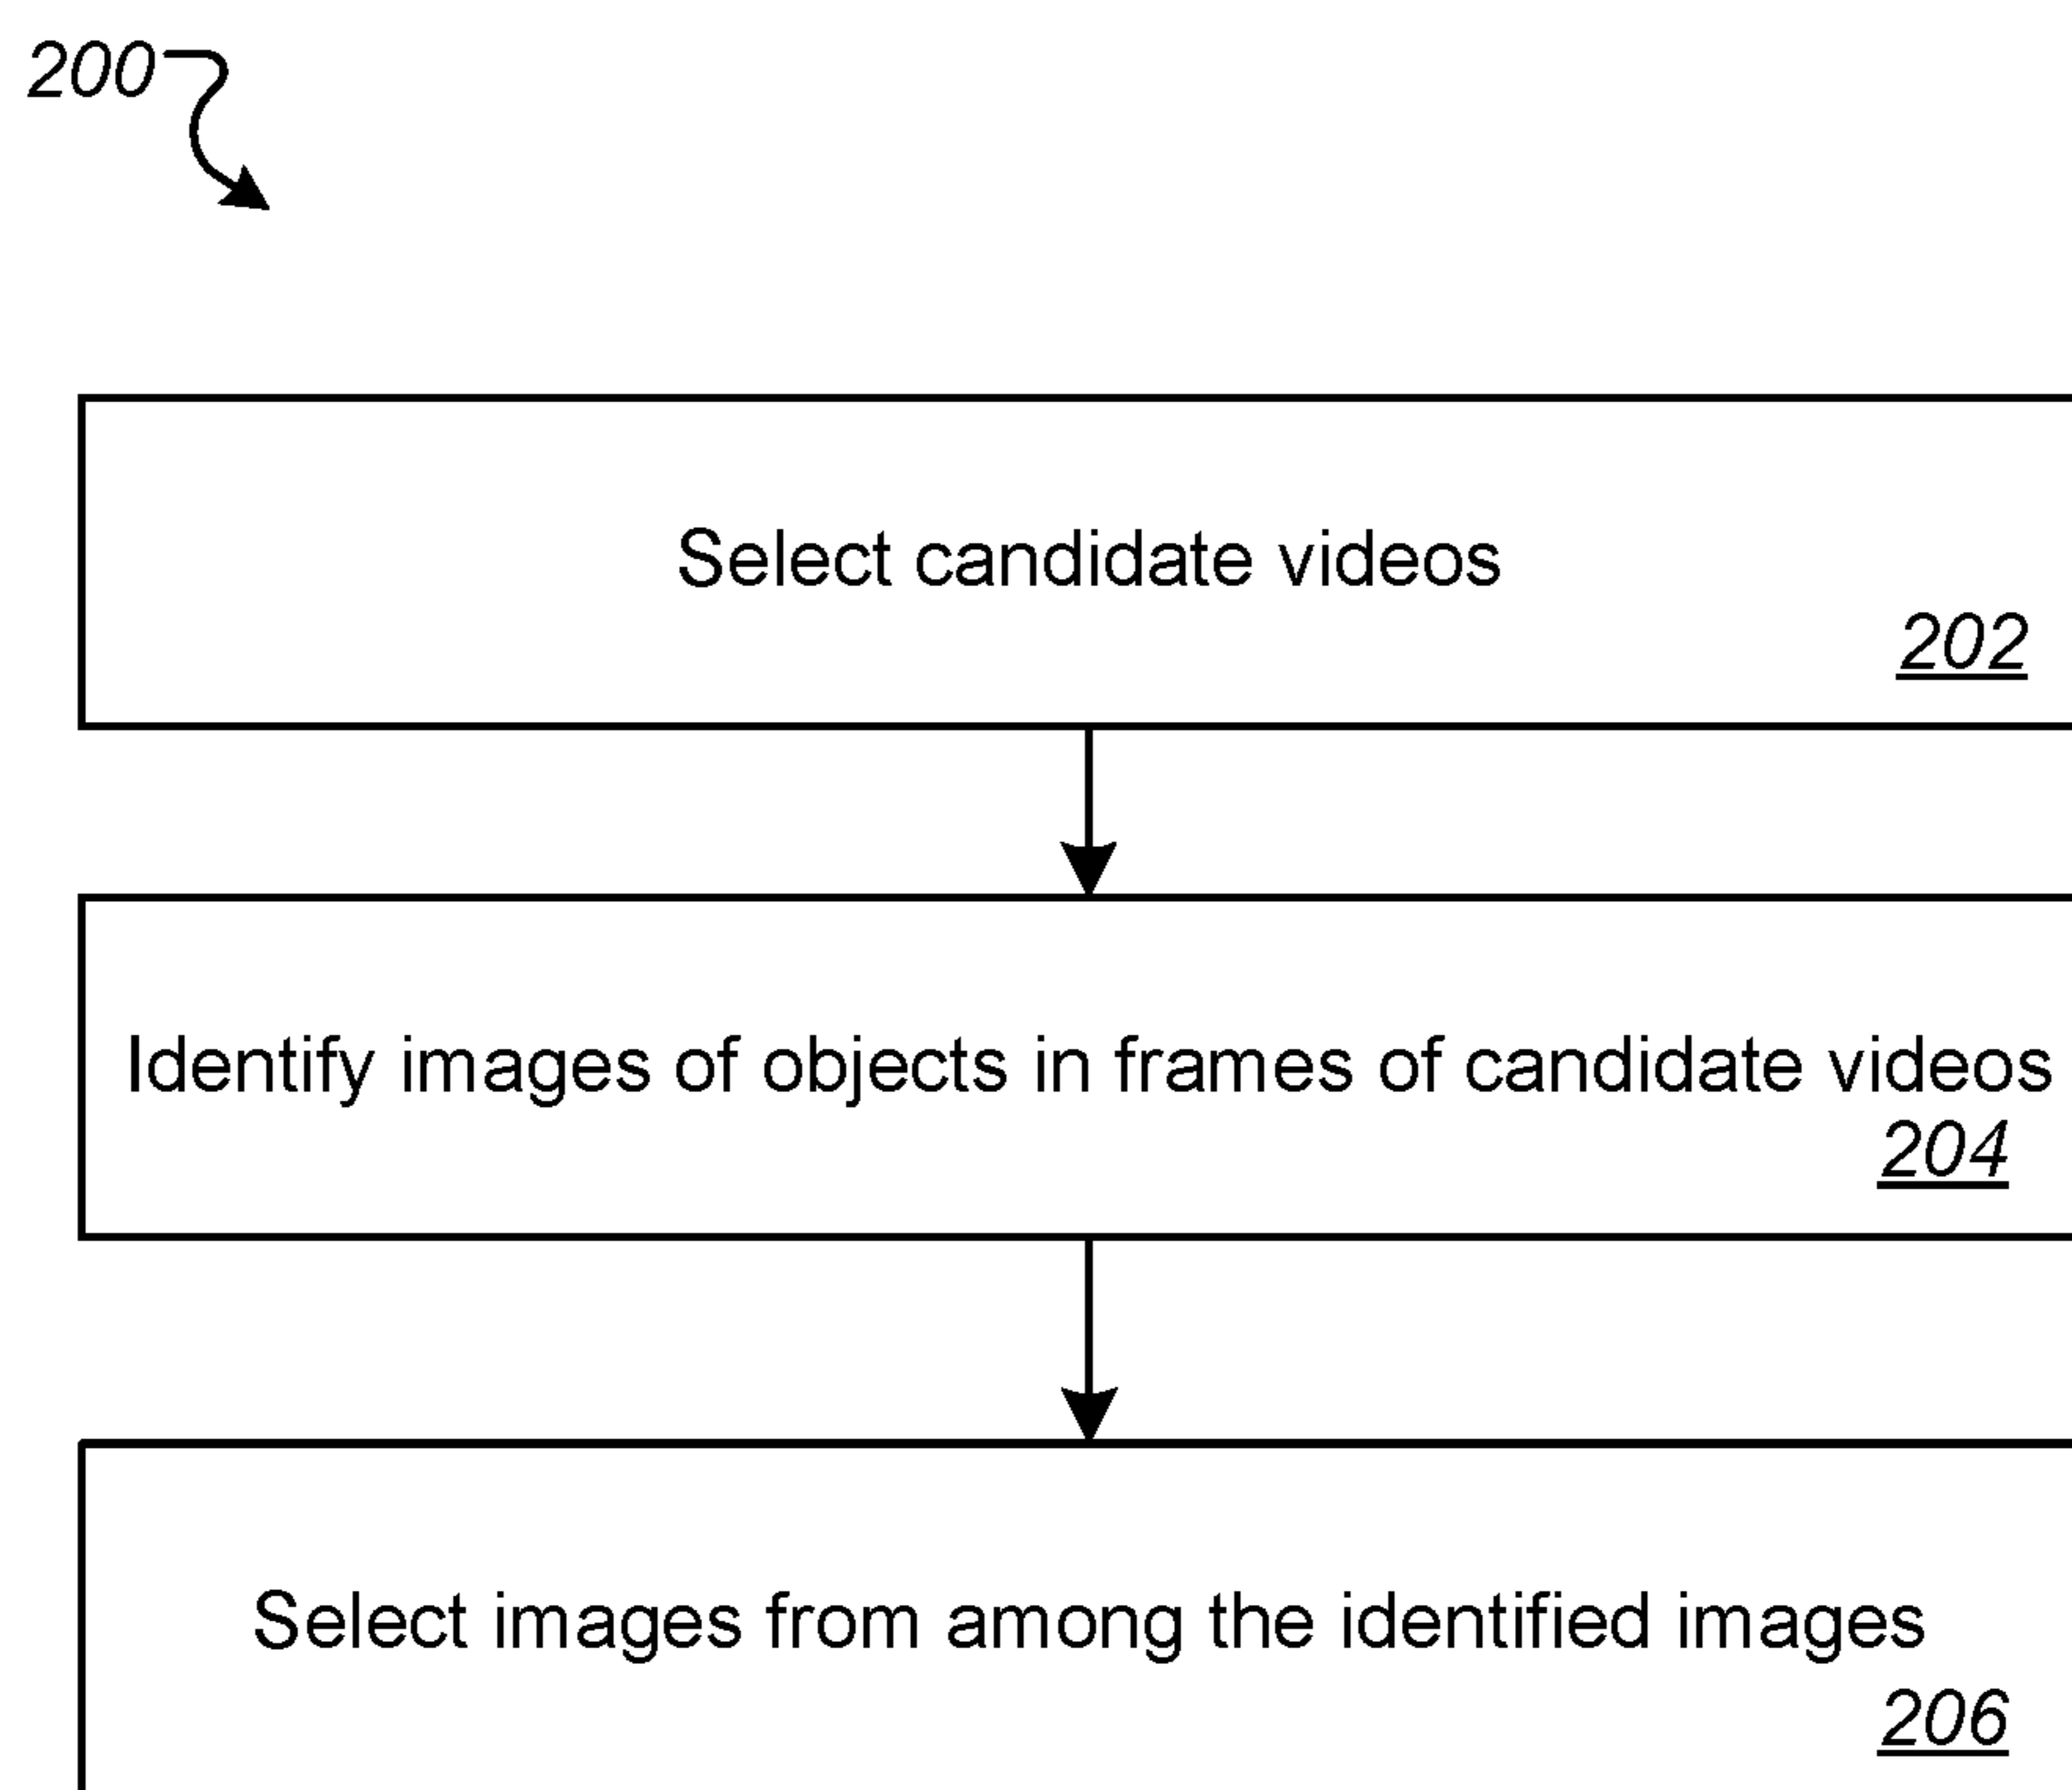 200
Select candidate videos
202
Identify images of objects in frames of candidate videos
204
Select images from among the identified images
206